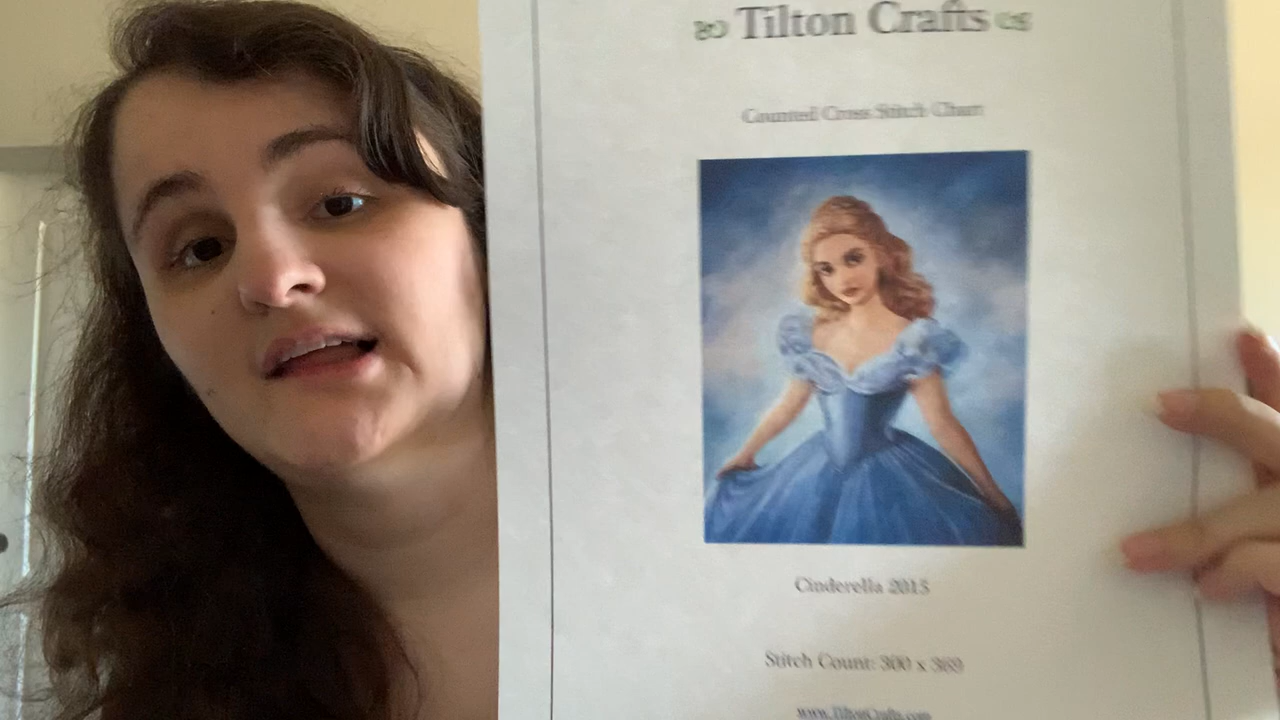 Tilton Crafts
Counted Cross Stitch Chart
Cinderella 2015
Stitch Count: 300 x 369
www.TiltonCrafts.com